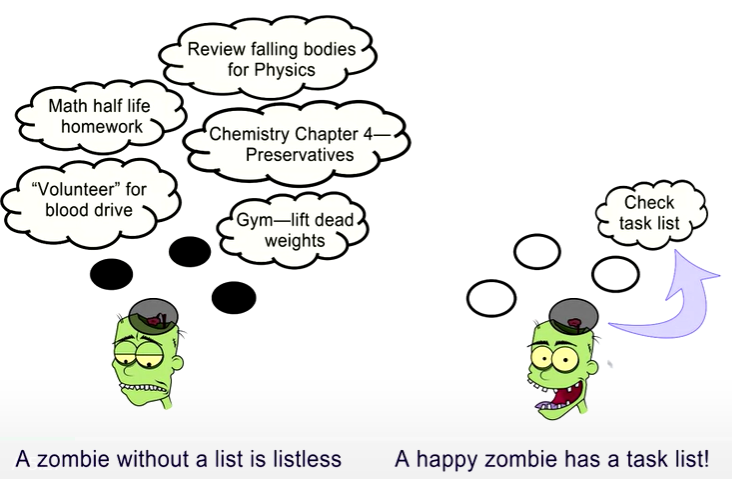 Review falling bodies
for Physics
Math half life
homework
Chemistry Chapter 4—
Preservatives
“Volunteer” for
blood drive
Gym—lift dead
weights
Check
task list
A zombie without a list is listless
A happy zombie has a task list!